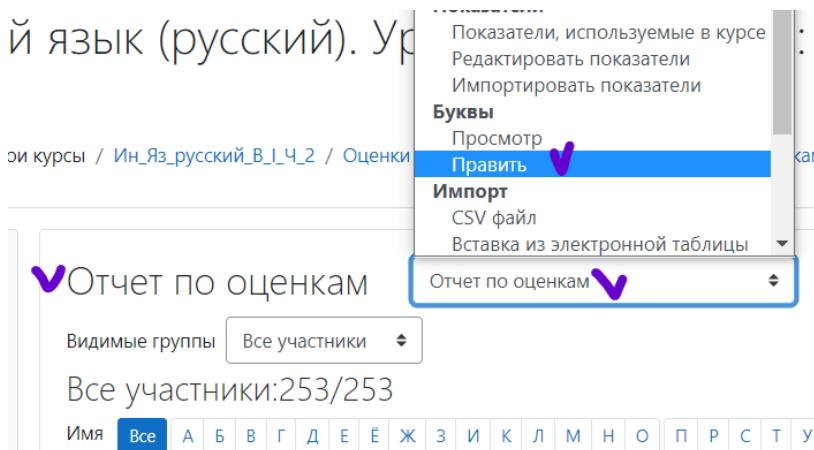 Показатели
й язык (русский). Ур :
Показатели, используемые в курсе
Редактировать показатели
Импортировать показатели
Буквы
Просмотр
ои курсы / Ин_Яз_русский_В_I_Ч_2 / Оценки
Править
Импорт
CSV файл
Вставка из электронной таблицы
Отчет по оценкам
Отчет по оценкам
Видимые группы Все участники
Все участники:253/253
Имя Все А Б В Г Д Е Ё Ж З И К Л М Н О П Р С Т У